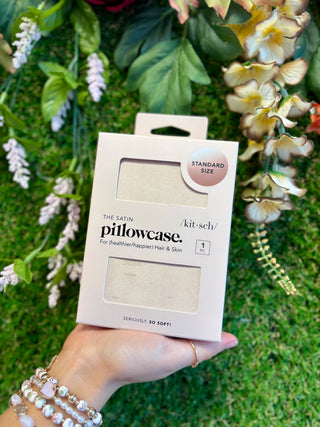 STANDARD
SIZE
THE SATIN
pillowcase.
/kit·sch/
For (healthier/happier) Hair & Skin
1
PC
SERIOUSLY, SO SOFT!